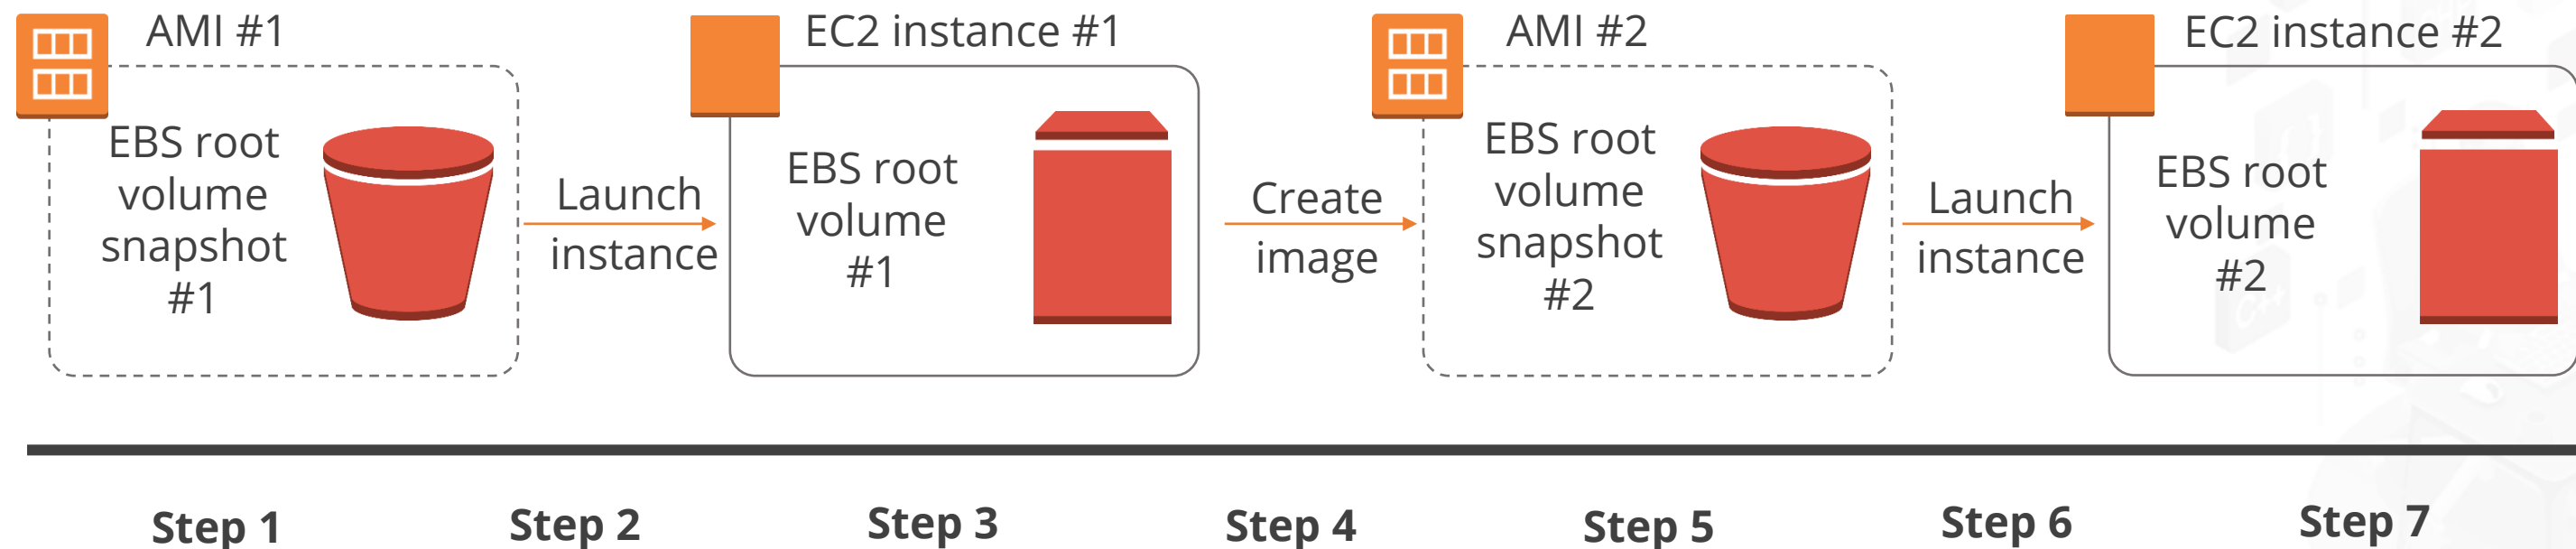 AMI #1
EBS root
volume
snapshot
#1
Launch
instance
EC2 instance #1
EBS root
volume
#1
Create
image
AMI #2
EBS root
volume
snapshot
#2
Launch
instance
EC2 instance #2
EBS root
volume
#2
C++
Step 1
Step 2
Step 3
Step 4
Step 5
Step 6
Step 7